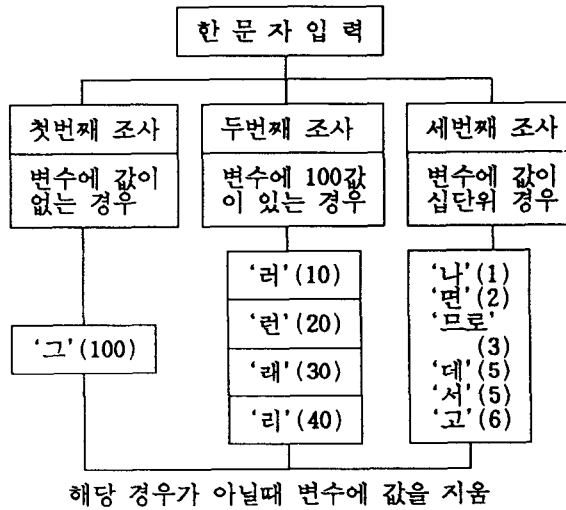 한 문 자 입 력
첫번째 조사
변수에 값이
없는 경우
'그'(100)
두번째 조사
변수에 100값
이 있는 경우
'러'(10)
'런'(20)
'래'(30)
'리'(40)
세번째 조사
변수에 값이
십단위 경우
'나'(1)
'면'(2)
'므로'
(3)
'데'(5)
'서'(5)
'고'(6)
해당 경우가 아닐때 변수에 값을 지움